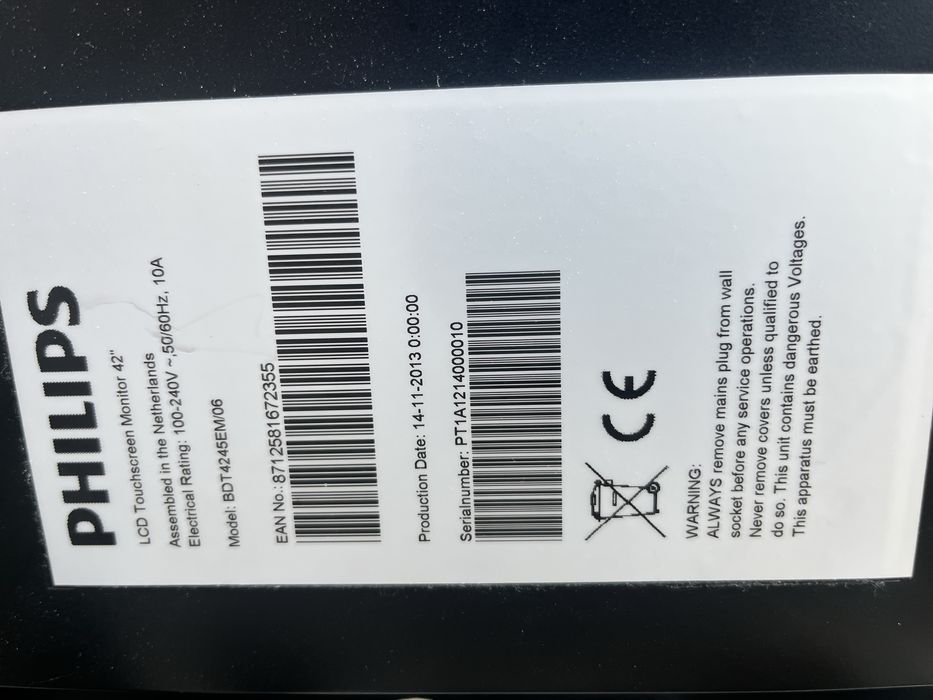 PHILIPS
LCD Touchscreen Monitor 42"
Assembled in the Netherlands
Electrical Rating: 100-240V ~,50/60Hz, 10A
Model: BDT4245EM/06
EAN No.: 8712581672355
Production Date: 14-11-2013 0:00:00
Serialnumber: PT1A1214000010
CE
WARNING:
ALWAYS remove mains plug from wall
socket before any service operations.
Never remove covers unless qualified to
do so. This unit contains dangerous Voltages.
This apparatus must be earthed.